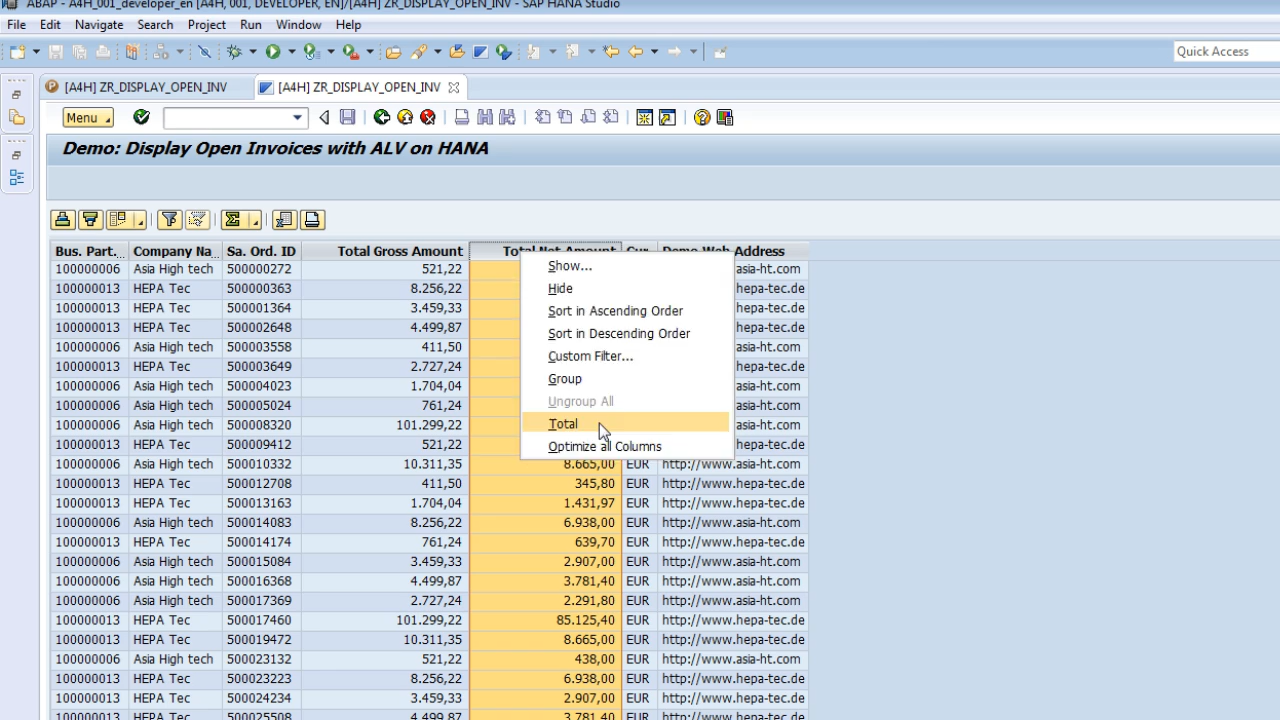 ABAP - A4H_001_developer_en [A4H, 001, DEVELOPER, EN]/[A4H] ZR_DISPLAY_OPEN_INV - SAP HANA Studio
File Edit Navigate Search Project Run Window Help
Quick Access
[A4H] ZR_DISPLAY_OPEN_INV [A4H] ZR_DISPLAY_OPEN_INV
Menu
Demo: Display Open Invoices with ALV on HANA
Bus. Part... Company Na... Sa. Ord. ID Total Gross Amount Total Net Amount Cur... Demo Web Address
100000006 Asia High tech 500000272 521,22 asia-ht.com
100000013 HEPA Tec 500000363 8.256,22 hepa-tec.de
100000013 HEPA Tec 500001364 3.459,33 hepa-tec.de
100000013 HEPA Tec 500002648 4.499,87 hepa-tec.de
100000006 Asia High tech 500003558 411,50 asia-ht.com
100000013 HEPA Tec 500003649 2.727,24 hepa-tec.de
100000006 Asia High tech 500004023 1.704,04 asia-ht.com
100000006 Asia High tech 500005024 761,24 asia-ht.com
100000006 Asia High tech 500008320 101.299,22 asia-ht.com
100000013 HEPA Tec 500009412 521,22 hepa-tec.de
100000006 Asia High tech 500010332 10.311,35 8.665,00 EUR http://www.asia-ht.com
100000013 HEPA Tec 500012708 411,50 345,80 EUR http://www.hepa-tec.de
100000013 HEPA Tec 500013163 1.704,04 1.431,97 EUR http://www.hepa-tec.de
100000006 Asia High tech 500014083 8.256,22 6.938,00 EUR http://www.asia-ht.com
100000013 HEPA Tec 500014174 761,24 639,70 EUR http://www.hepa-tec.de
100000006 Asia High tech 500015084 3.459,33 2.907,00 EUR http://www.asia-ht.com
100000006 Asia High tech 500016368 4.499,87 3.781,40 EUR http://www.asia-ht.com
100000006 Asia High tech 500017369 2.727,24 2.291,80 EUR http://www.asia-ht.com
100000013 HEPA Tec 500017460 101.299,22 85.125,40 EUR http://www.hepa-tec.de
100000013 HEPA Tec 500019472 10.311,35 8.665,00 EUR http://www.hepa-tec.de
100000006 Asia High tech 500023132 521,22 438,00 EUR http://www.asia-ht.com
100000013 HEPA Tec 500023223 8.256,22 6.938,00 EUR http://www.hepa-tec.de
100000013 HEPA Tec 500024234 3.459,33 2.907,00 EUR http://www.hepa-tec.de
100000013 HEPA Tec 500025508 4.499,87 3.781,40 EUR http://www.hepa-tec.de
Show...
Hide
Sort in Ascending Order
Sort in Descending Order
Custom Filter...
Group
Ungroup All
Total
Optimize all Columns